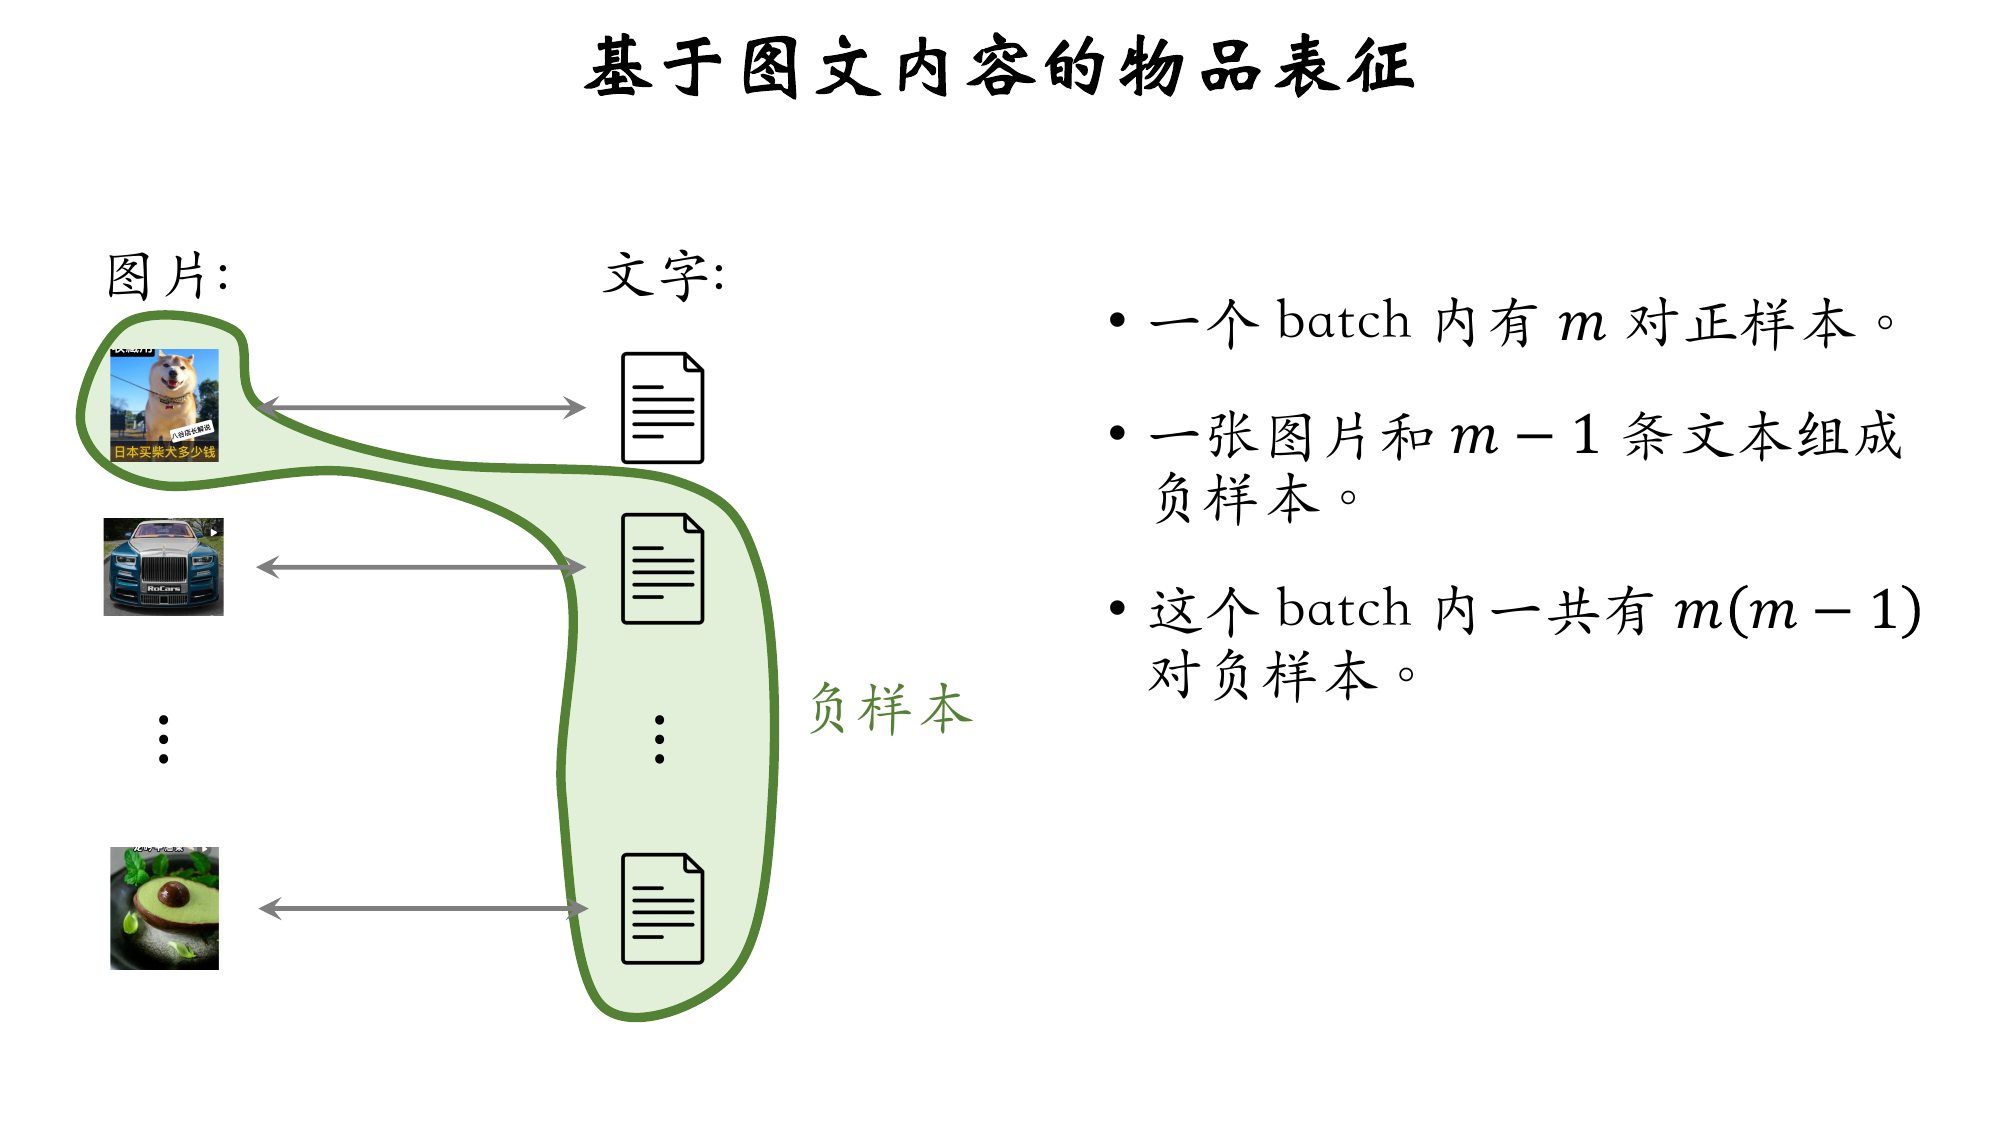 基于图文内容的物品表征
图片:
文字:
八谷店长解说
日本买柴犬多少钱
RoCars
负样本
• 一个 batch 内有 m 对正样本。
• 一张图片和 m − 1 条文本组成
负样本。
• 这个 batch 内一共有 m(m − 1)
对负样本。